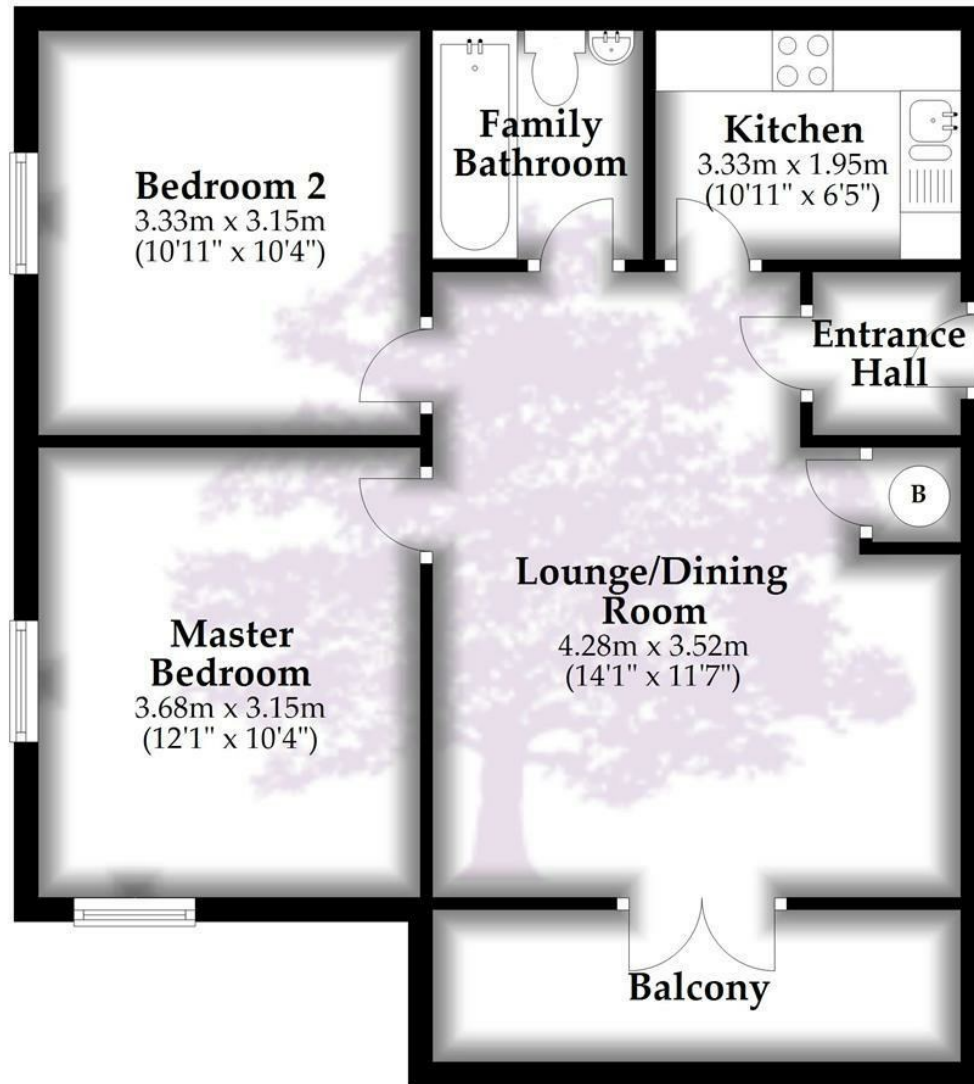 Family
Bathroom
Kitchen
3.33m x 1.95m
(10'11" x 6'5")
Bedroom 2
3.33m x 3.15m
(10'11" x 10'4")
Entrance
Hall
B
Lounge/Dining
Room
4.28m x 3.52m
(14'1" x 11'7")
Master
Bedroom
3.68m x 3.15m
(12'1" x 10'4")
Balcony